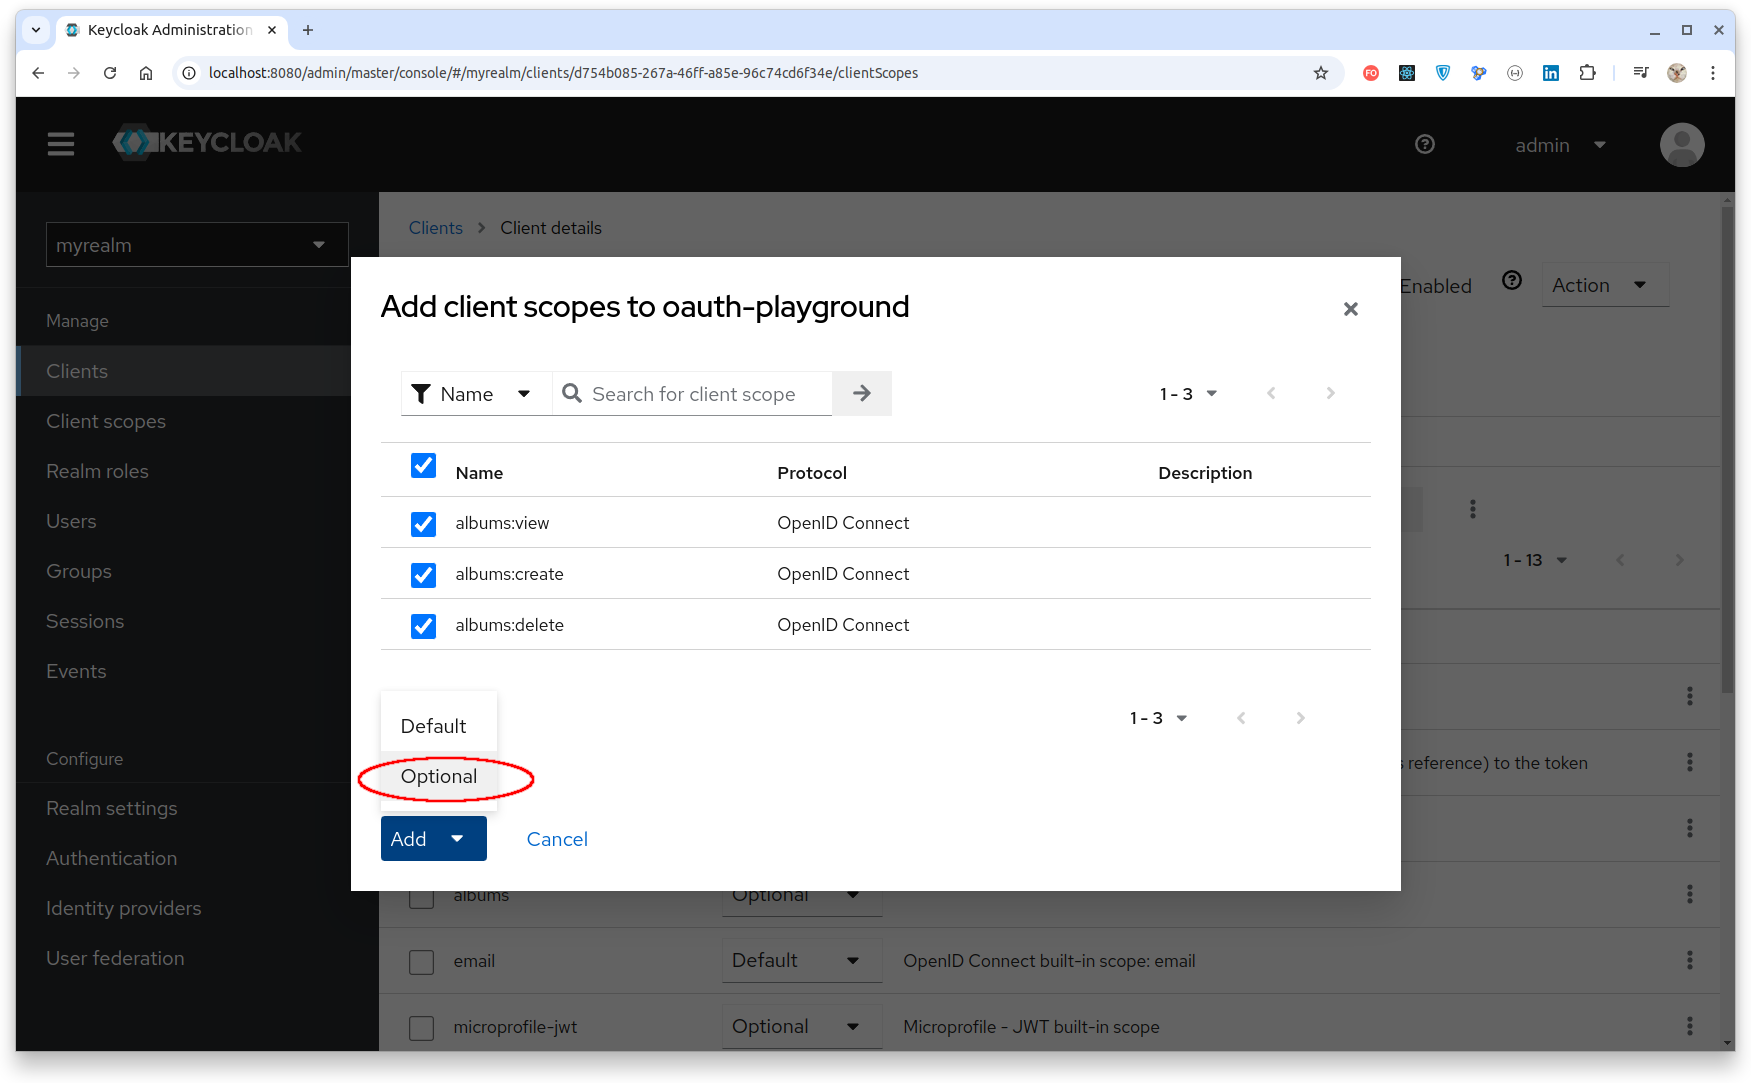 Keycloak Administration
localhost:8080/admin/master/console/#/myrealm/clients/d754b085-267a-46ff-a85e-96c74cd6f34e/clientScopes
KEYCLOAK
admin
myrealm
Manage
Clients
Client scopes
Realm roles
Users
Groups
Sessions
Events
Configure
Realm settings
Authentication
Identity providers
User federation
Clients > Client details
Enabled
Action
Add client scopes to oauth-playground
Name
Search for client scope
1 - 3
Name Protocol Description
albums:view OpenID Connect
albums:create OpenID Connect
albums:delete OpenID Connect
1 - 3
Default
Optional
Add
Cancel
1 - 13
reference) to the token
albums Optional
email Default OpenID Connect built-in scope: email
microprofile-jwt Optional Microprofile - JWT built-in scope